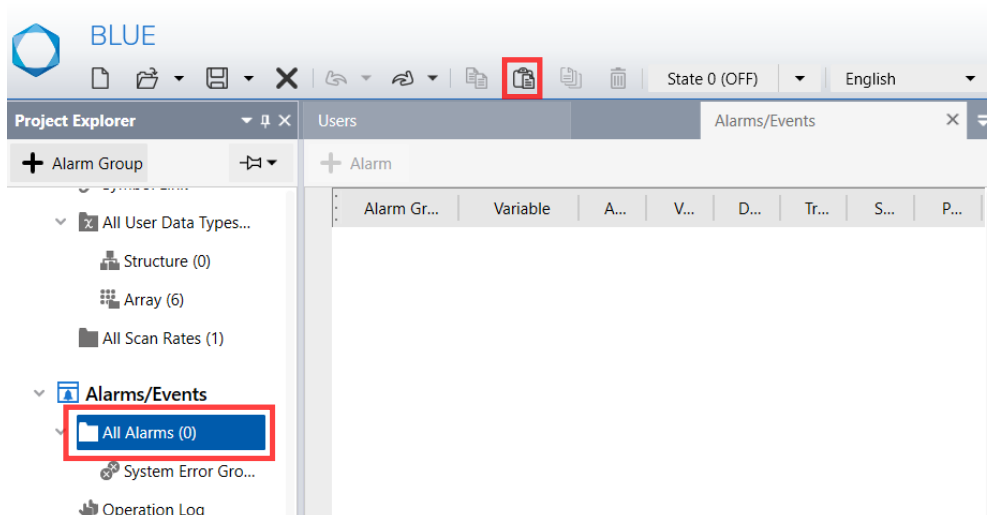 BLUE
State 0 (OFF)
English
Project Explorer
Users
Alarms/Events
Alarm Group
Alarm
Alarm Gr...
Variable
A...
V...
D...
Tr...
S...
P...
All User Data Types...
Structure (0)
Array (6)
All Scan Rates (1)
Alarms/Events
All Alarms (0)
System Error Gro...
Operation Log